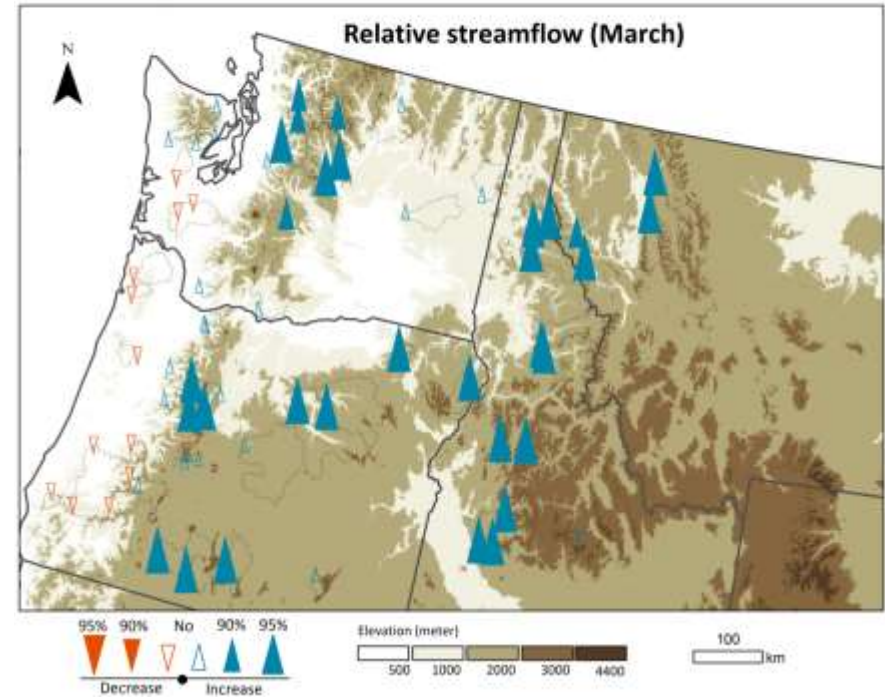 Relative streamflow (March)
N
95% 90% No 90% 95%
Decrease Increase
Elevation (meter)
500 1000 2000 3000 4400
100
km